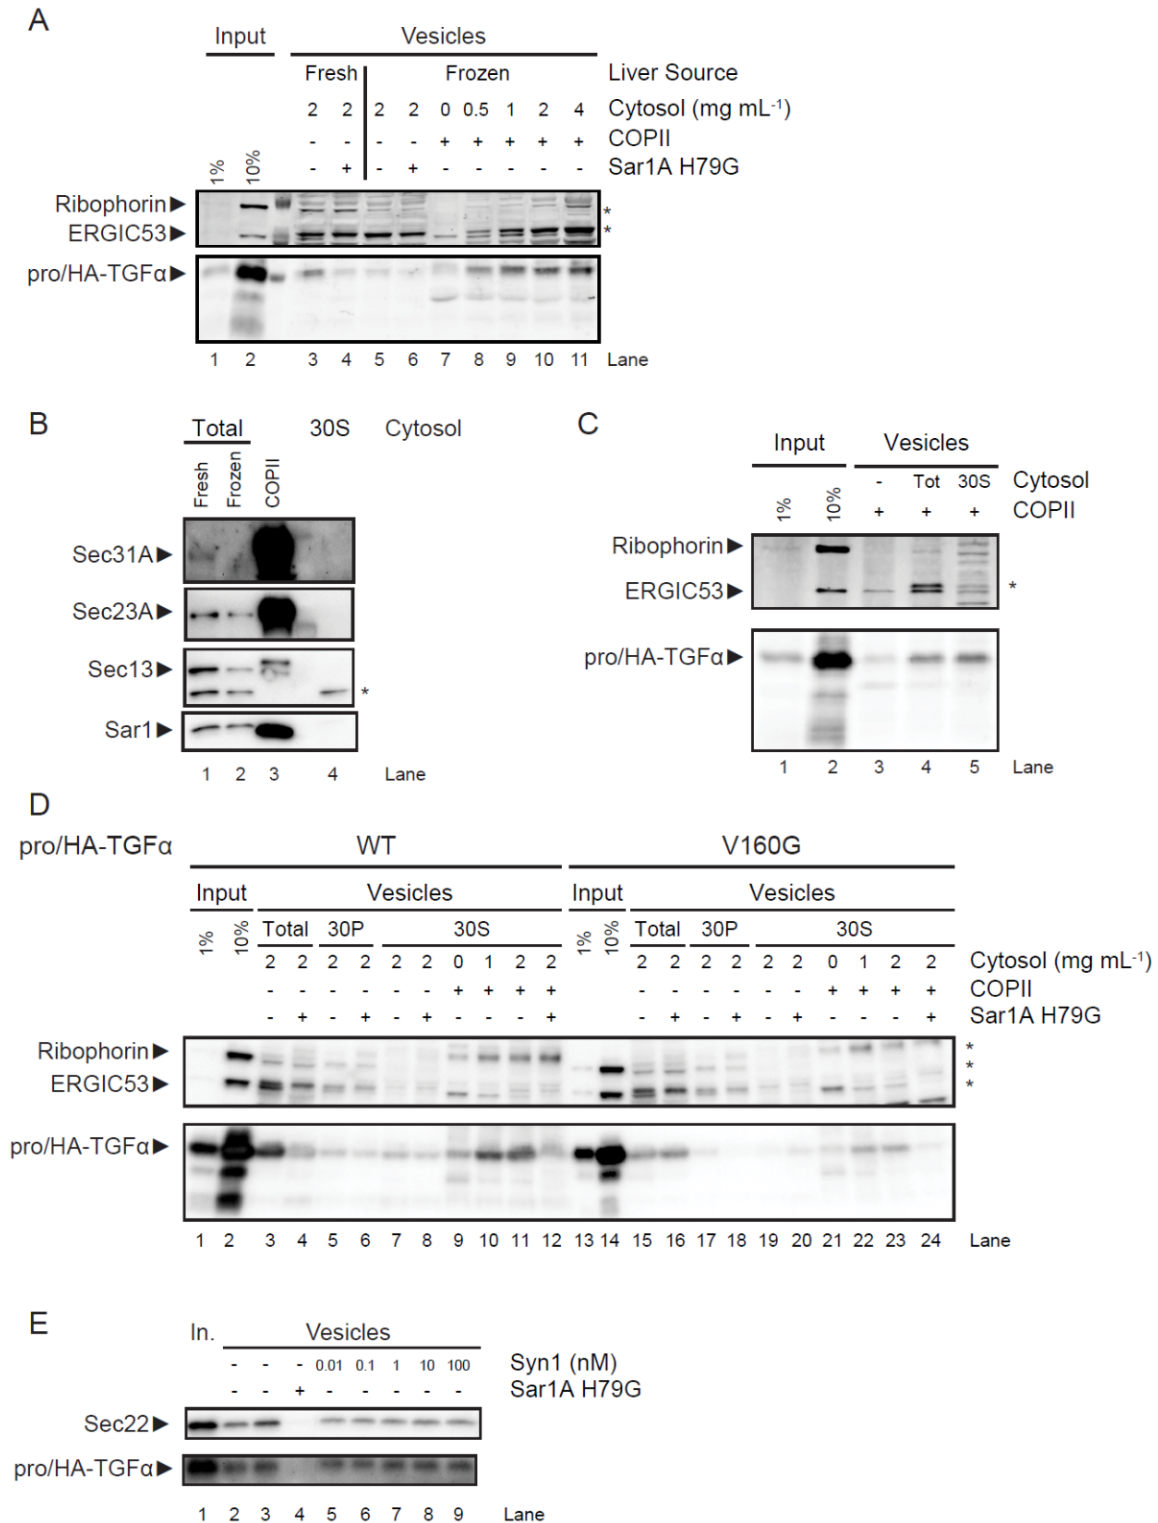 A
Input Vesicles
Fresh Frozen Liver Source
2 2 2 2 0 0.5 1 2 4 Cytosol (mg mL⁻¹)
- - - - + + + + + COPII
1% 10% - + - + Sar1A H79G
Ribophorin *
ERGIC53 *
pro/HA-TGFα
1 2 3 4 5 6 7 8 9 10 11 Lane
B
Total 30S Cytosol
Fresh Frozen COPII
Sec31A
Sec23A
Sec13
*
Sar1
1 2 3 4 Lane
C
Input Vesicles
- Tot 30S Cytosol
1% 10% + + + COPII
Ribophorin
ERGIC53 *
pro/HA-TGFα
1 2 3 4 5 Lane
D
pro/HA-TGFα WT V160G
Input Vesicles Input Vesicles
1% 10% Total 30P 30S 1% 10% Total 30P 30S
2 2 2 2 2 2 0 1 2 2 2 2 2 2 2 2 0 1 2 2 Cytosol (mg mL⁻¹)
- - - - - - + + + + - - - - - - + + + + COPII
- + - + - + - - - + - + - + - + - - - + Sar1A H79G
Ribophorin *
*
ERGIC53 *
pro/HA-TGFα
1 2 3 4 5 6 7 8 9 10 11 12 13 14 15 16 17 18 19 20 21 22 23 24 Lane
E
In. Vesicles
- - - 0.01 0.1 1 10 100 Syn1 (nM)
- - + - - - - - Sar1A H79G
Sec22
pro/HA-TGFα
1 2 3 4 5 6 7 8 9 Lane